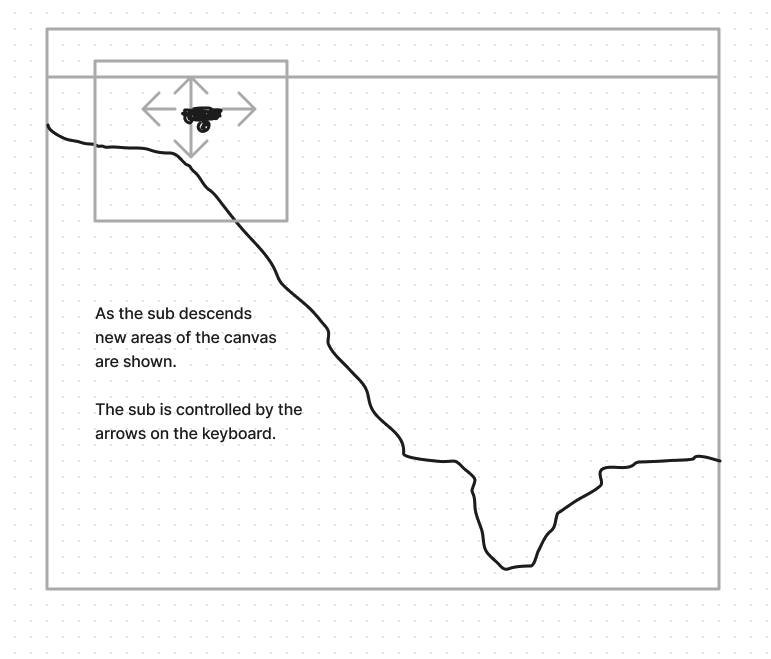 As the sub descends
new areas of the canvas
are shown.
The sub is controlled by the
arrows on the keyboard.